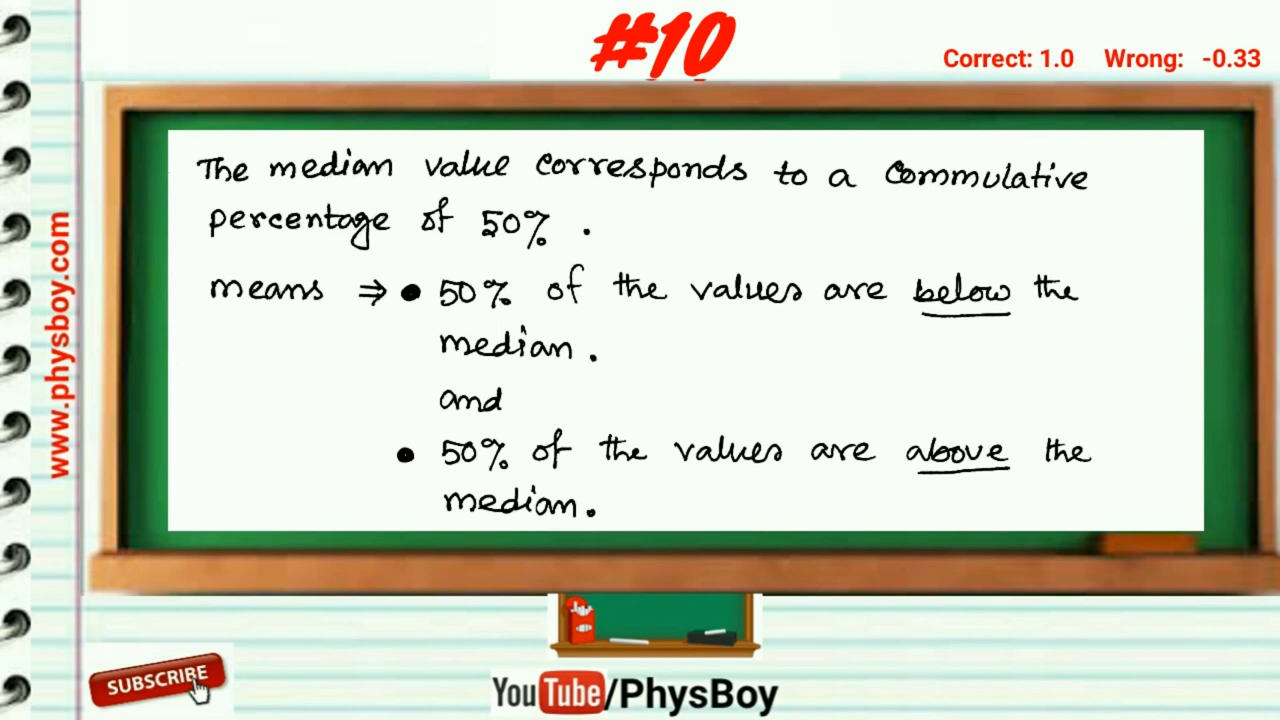 #10
Correct: 1.0 Wrong: -0.33
The median value corresponds to a Commulative
percentage of 50% .
means ⇒ • 50% of the values are below the
median .
and
• 50% of the values are above the
median .
www.physboy.com
SUBSCRIBE
YouTube/PhysBoy